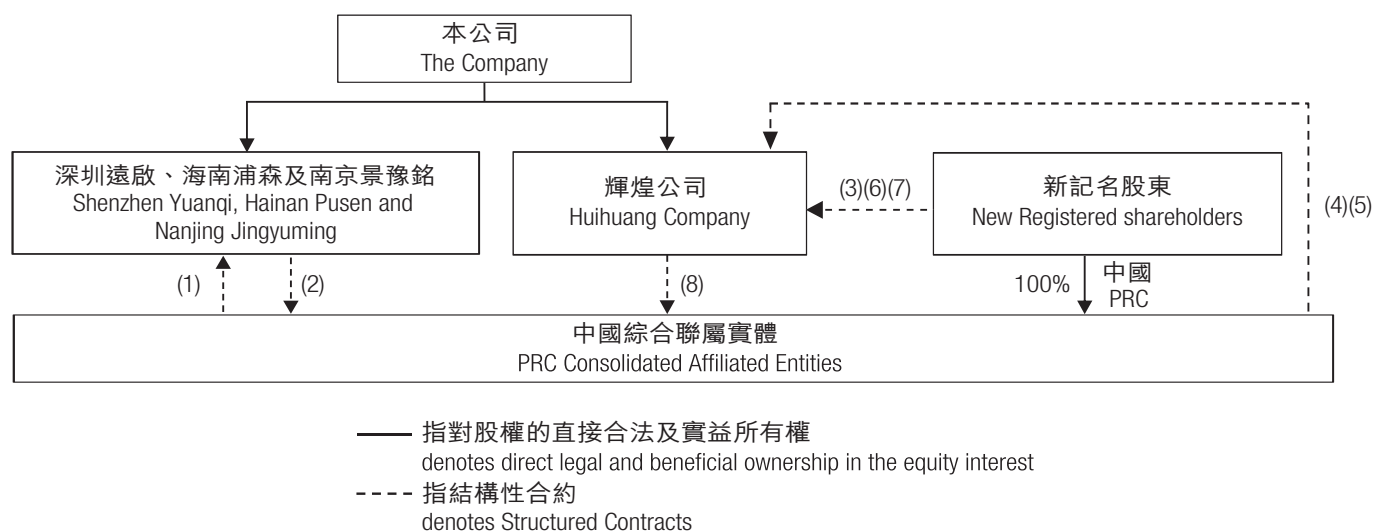 本公司
The Company
深圳遠啟、海南浦森及南京景豫銘
Shenzhen Yuanqi, Hainan Pusen and
Nanjing Jingyuming
輝煌公司
Huihuang Company
(3)(6)(7)
新記名股東
New Registered shareholders
(4)(5)
(1)
(2)
(8)
100%
中國
PRC
中國綜合聯屬實體
PRC Consolidated Affiliated Entities
指對股權的直接合法及實益所有權
denotes direct legal and beneficial ownership in the equity interest
指結構性合約
denotes Structured Contracts